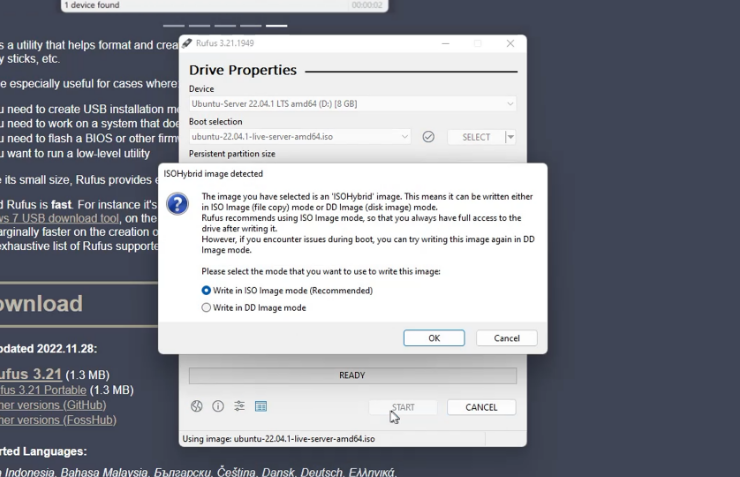 1 device found
00:00:02
s a utility that helps format and crea
y sticks, etc.
e especially useful for cases where
u need to create USB installation m
u need to work on a system that doe
u need to flash a BIOS or other firm
u want to run a low-level utility
e its small size, Rufus provides e
d Rufus is fast. For instance it's
ws 7 USB download tool, on the
arginally faster on the creation o
exhaustive list of Rufus supporte
ownload
pdated 2022.11.28:
ufus 3.21 (1.3 MB)
fus 3.21 Portable (1.3 MB)
her versions (GitHub)
her versions (FossHub)
rted Languages:
Indonesia, Bahasa Malaysia, Български, Čeština, Dansk, Deutsch, Ελληνικά,
Rufus 3.21.1949
Drive Properties
Device
Ubuntu-Server 22.04.1 LTS amd64 (D:) [8 GB]
Boot selection
ubuntu-22.04.1-live-server-amd64.iso
SELECT
Persistent partition size
ISOHybrid image detected
The image you have selected is an 'ISOHybrid' image. This means it can be written either
in ISO Image (file copy) mode or DD Image (disk image) mode.
Rufus recommends using ISO Image mode, so that you always have full access to the
drive after writing it.
However, if you encounter issues during boot, you can try writing this image again in DD
Image mode.
Please select the mode that you want to use to write this image:
Write in ISO Image mode (Recommended)
Write in DD Image mode
OK
Cancel
READY
START
CANCEL
Using image: ubuntu-22.04.1-live-server-amd64.iso